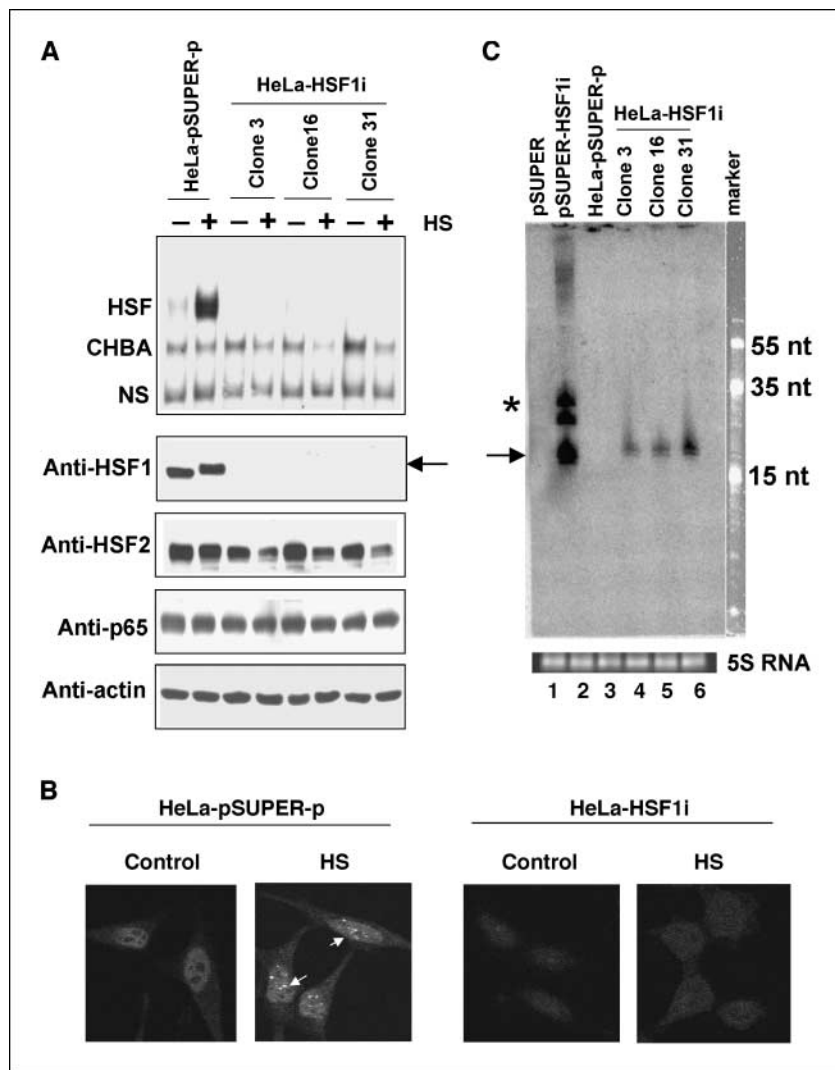 A
HeLa-pSUPER-p
HeLa-HSF1i
Clone 3
Clone16
Clone 31
− + − + − + − + HS
HSF
CHBA
NS
Anti-HSF1
Anti-HSF2
Anti-p65
Anti-actin
C
pSUPER
pSUPER-HSF1i
HeLa-pSUPER-p
HeLa-HSF1i
Clone 3
Clone 16
Clone 31
marker
55 nt
35 nt
*
15 nt
5S RNA
1 2 3 4 5 6
B
HeLa-pSUPER-p
HeLa-HSF1i
Control
HS
Control
HS